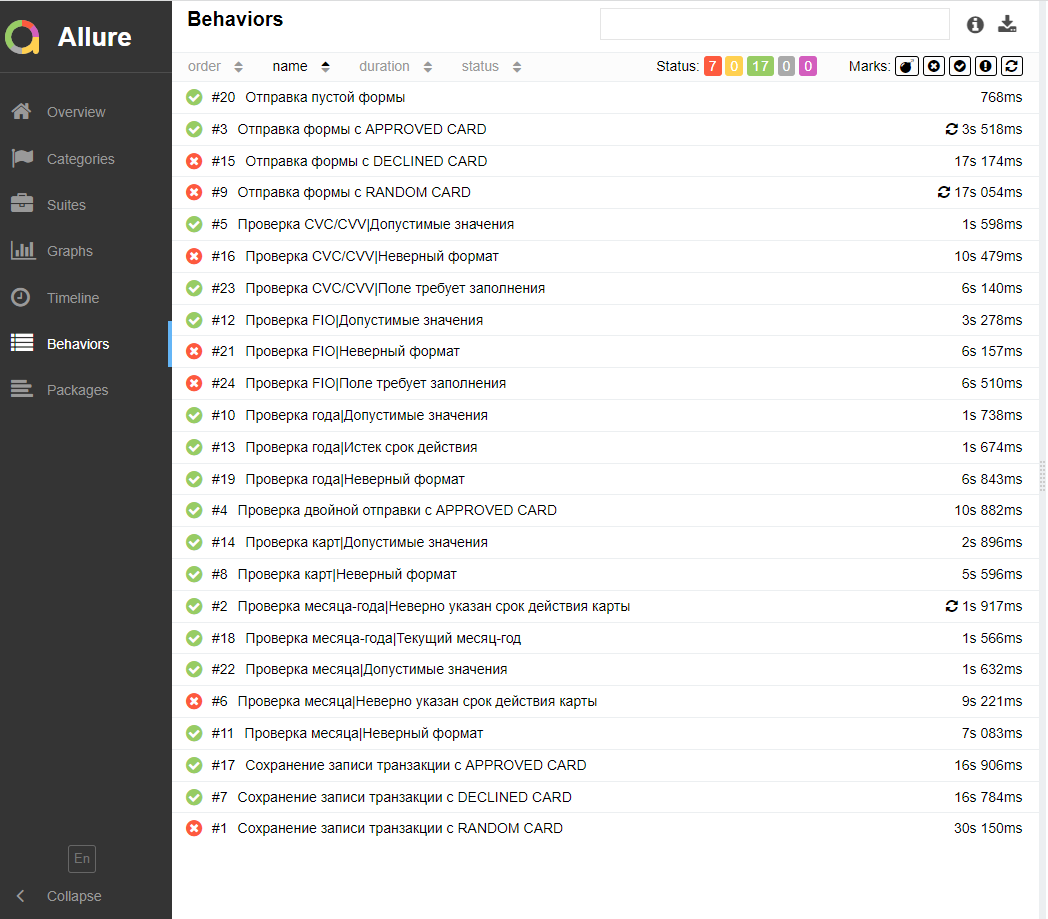 Allure
Overview
Categories
Suites
Graphs
Timeline
Behaviors
Packages
En
Collapse
Behaviors
order name duration status Status: 7 0 17 0 0 Marks:
#20 Отправка пустой формы 768ms
#3 Отправка формы с APPROVED CARD 3s 518ms
#15 Отправка формы с DECLINED CARD 17s 174ms
#9 Отправка формы с RANDOM CARD 17s 054ms
#5 Проверка CVC/CVV|Допустимые значения 1s 598ms
#16 Проверка CVC/CVV|Неверный формат 10s 479ms
#23 Проверка CVC/CVV|Поле требует заполнения 6s 140ms
#12 Проверка FIO|Допустимые значения 3s 278ms
#21 Проверка FIO|Неверный формат 6s 157ms
#24 Проверка FIO|Поле требует заполнения 6s 510ms
#10 Проверка года|Допустимые значения 1s 738ms
#13 Проверка года|Истек срок действия 1s 674ms
#19 Проверка года|Неверный формат 6s 843ms
#4 Проверка двойной отправки с APPROVED CARD 10s 882ms
#14 Проверка карт|Допустимые значения 2s 896ms
#8 Проверка карт|Неверный формат 5s 596ms
#2 Проверка месяца-года|Неверно указан срок действия карты 1s 917ms
#18 Проверка месяца-года|Текущий месяц-год 1s 566ms
#22 Проверка месяца|Допустимые значения 1s 632ms
#6 Проверка месяца|Неверно указан срок действия карты 9s 221ms
#11 Проверка месяца|Неверный формат 7s 083ms
#17 Сохранение записи транзакции с APPROVED CARD 16s 906ms
#7 Сохранение записи транзакции с DECLINED CARD 16s 784ms
#1 Сохранение записи транзакции с RANDOM CARD 30s 150ms